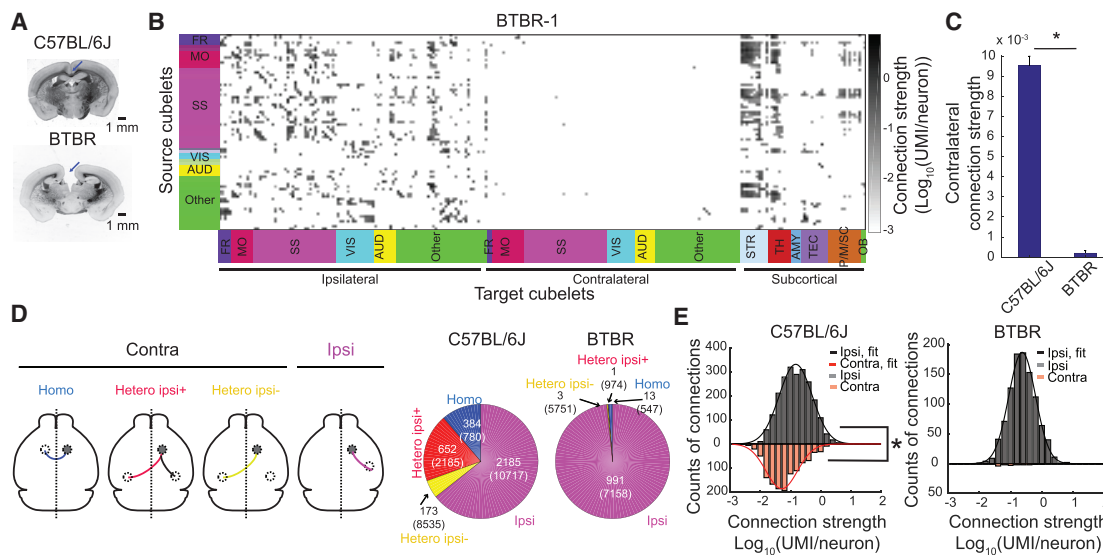 A
C57BL/6J
1 mm
BTBR
1 mm
B
BTBR-1
Source cubelets
FR
MO
SS
VIS
AUD
Other
FR
MO
SS
VIS
AUD
Other
FR
MO
SS
VIS
AUD
Other
STR
TH
AMY
TEC
P/M/SC
OB
Ipsilateral
Contralateral
Subcortical
Target cubelets
0
-1
-2
-3
Connection strength
(Log10(UMI/neuron)
C
x 10-3
*
10
9
8
7
6
5
4
3
2
1
0
Contralateral
connection strength
C57BL/6J
BTBR
D
Contra
Ipsi
Homo
Hetero ipsi+
Hetero ipsi-
C57BL/6J
Homo
384
(780)
Hetero ipsi+
652
(2185)
2185
(10717)
173
(8535)
Hetero ipsi-
Ipsi
BTBR
Hetero ipsi+
1
(974)
Hetero ipsi-
3
(5751)
Homo
13
(547)
991
(7158)
Ipsi
E
C57BL/6J
Counts of connections
400
300
200
100
0
100
200
Ipsi, fit
Contra, fit
Ipsi
Contra
*
-3
-2
-1
0
1
2
Connection strength
Log10(UMI/neuron)
BTBR
Counts of connections
200
150
100
50
0
50
Ipsi, fit
Ipsi
Contra
-3
-2
-1
0
1
Connection strength
Log10(UMI/neuron)